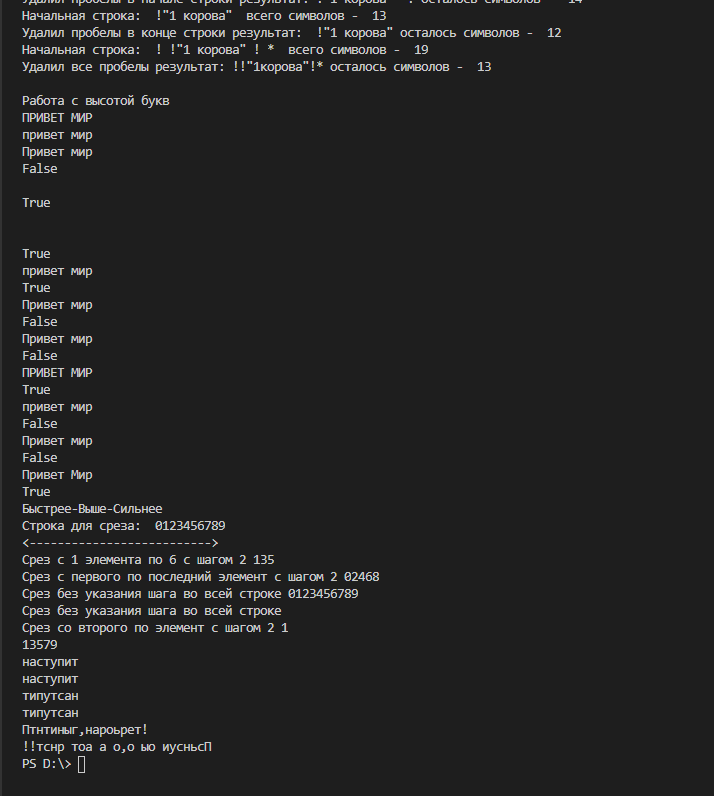 Удалил пробелы в начале строки результат: ! 1 корова ! осталось символов - 14
Начальная строка:  !"1 корова"  всего символов -  13
Удалил пробелы в конце строки результат:  !"1 корова" осталось символов -  12
Начальная строка:  ! !"1 корова" ! *  всего символов -  19
Удалил все пробелы результат: !!"1корова"!* осталось символов -  13
Работа с высотой букв
ПРИВЕТ МИР
привет мир
Привет мир
False
True
True
привет мир
True
Привет мир
False
Привет мир
False
ПРИВЕТ МИР
True
привет мир
False
Привет мир
False
Привет Мир
True
Быстрее-Выше-Сильнее
Строка для среза:  0123456789
<-------------------------->
Срез с 1 элемента по 6 с шагом 2 135
Срез с первого по последний элемент с шагом 2 02468
Срез без указания шага во всей строке 0123456789
Срез без указания шага во всей строке
Срез со второго по элемент с шагом 2 1
13579
наступит
наступит
типутсан
типутсан
Птнтиныг,нароьрет!
!!тснр тоа а о,о ыо иусньсП
PS D:\>